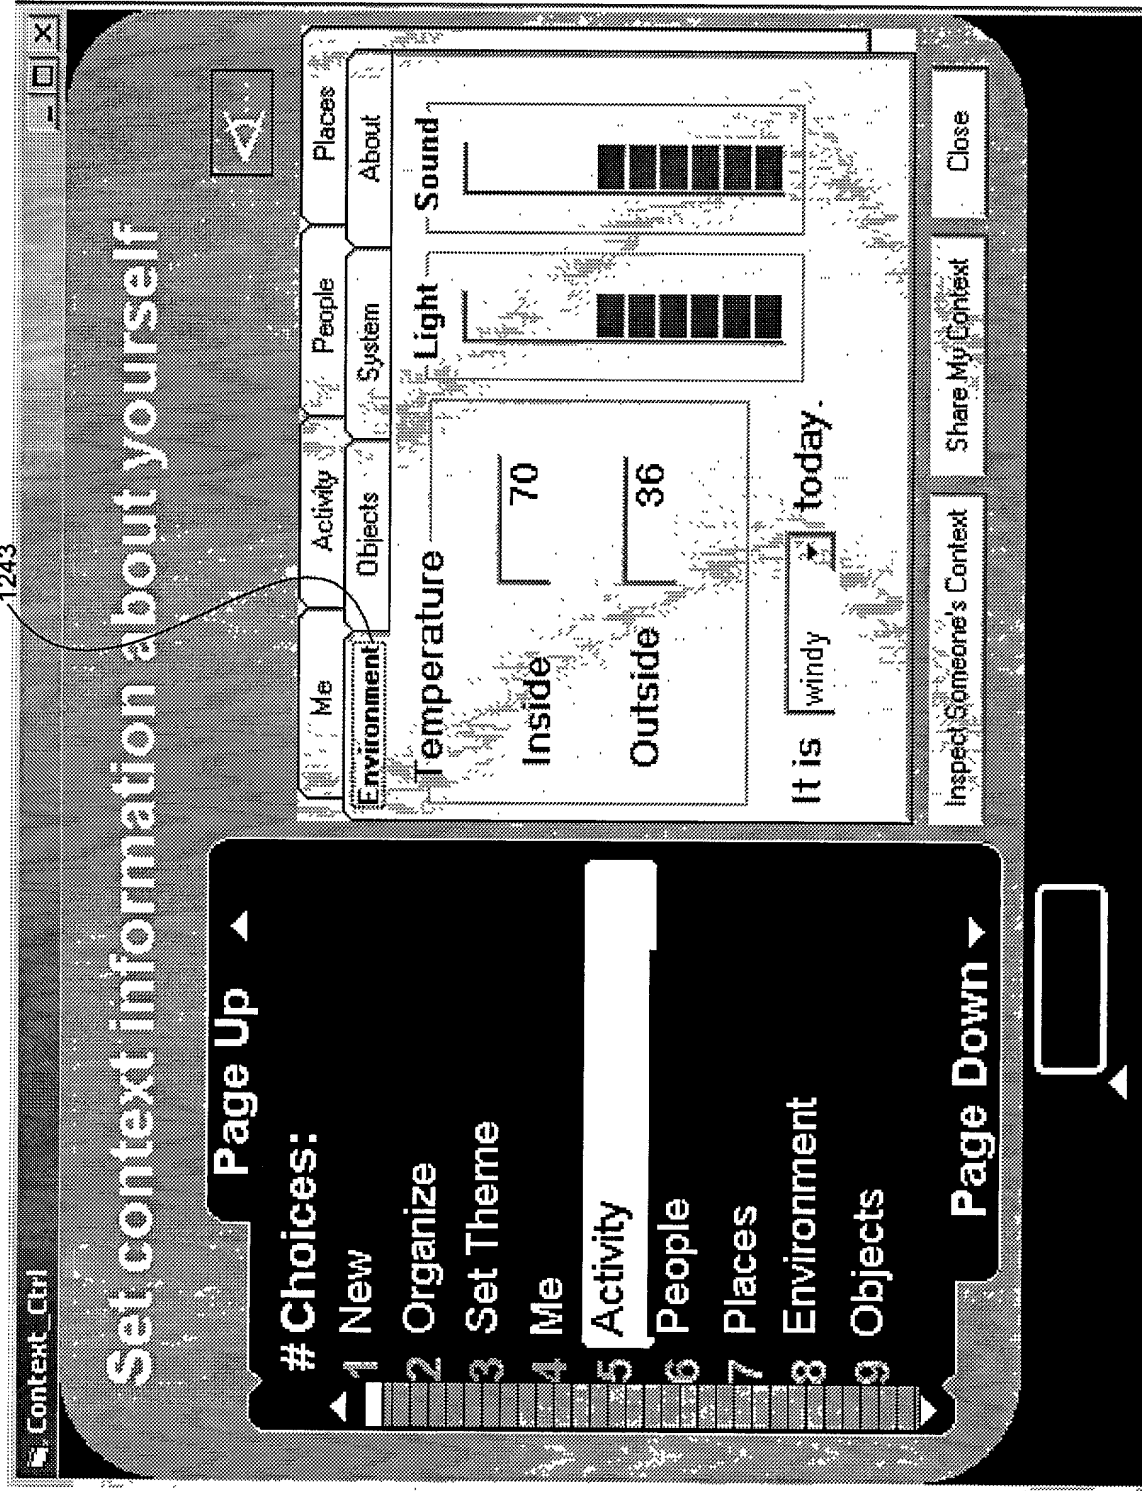 1243
Context_Ctrl
Set context information about yourself
Page Up
# Choices:
1 New
2 Organize
3 Set Theme
4 Me
5 Activity
6 People
7 Places
8 Environment
9 Objects
Page Down
Me Activity People Places
Environment Objects System About
Temperature
Inside 70
Outside 36
Light
Sound
It is windy today.
Inspect Someone's Context Share My Context Close